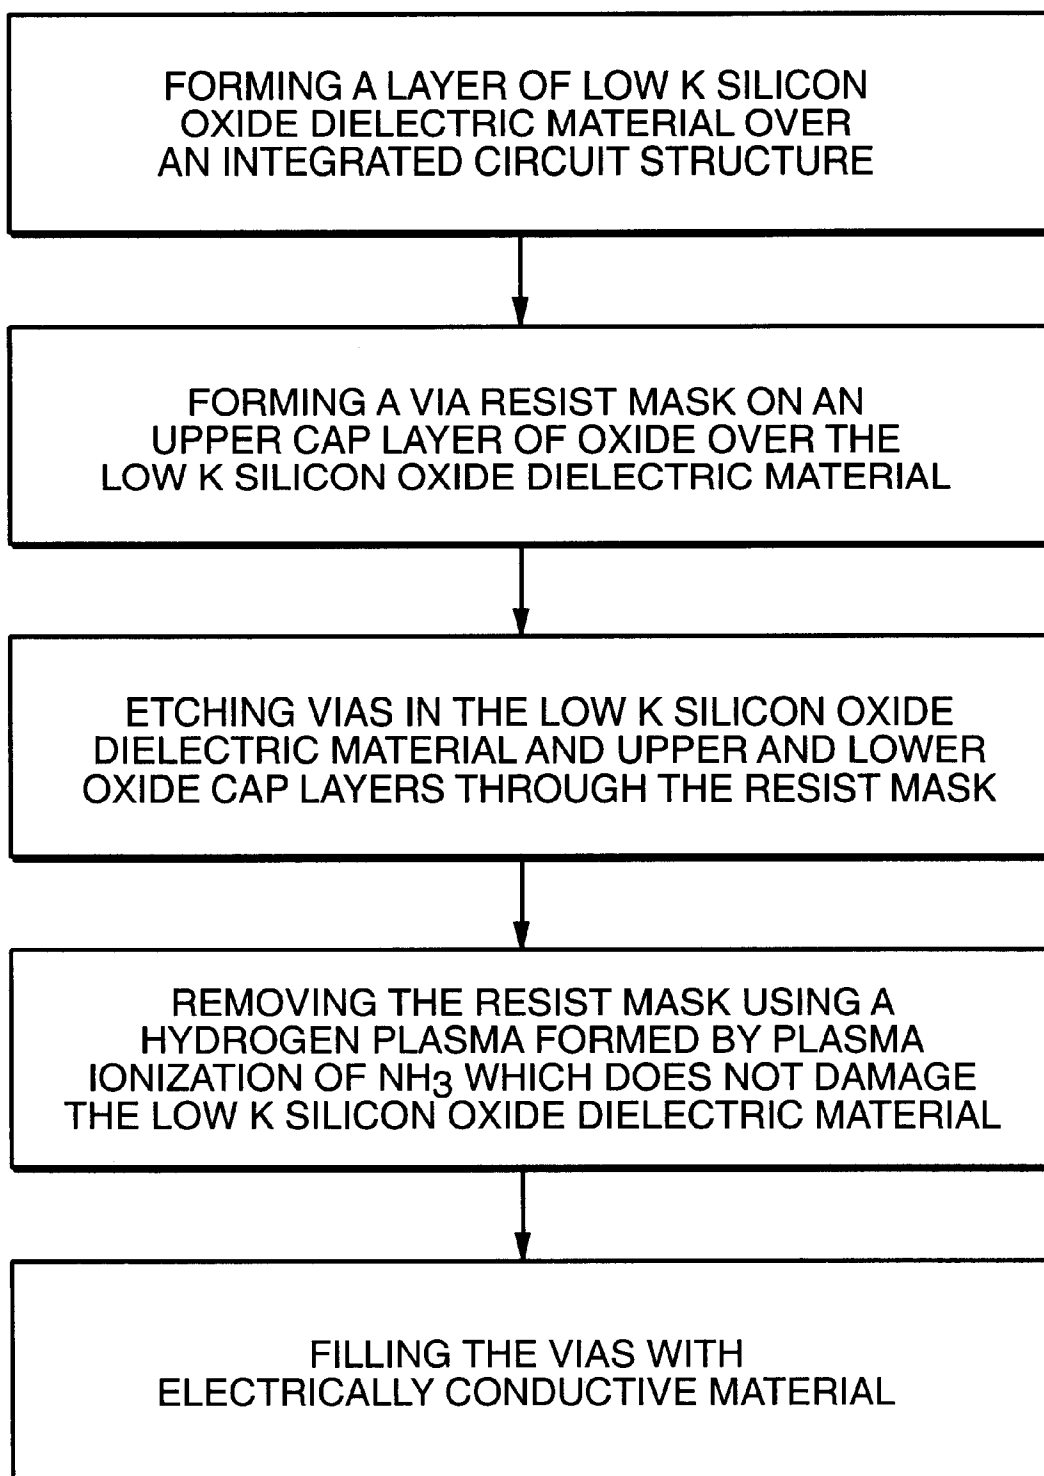 FORMING A LAYER OF LOW K SILICON
OXIDE DIELECTRIC MATERIAL OVER
AN INTEGRATED CIRCUIT STRUCTURE
FORMING A VIA RESIST MASK ON AN
UPPER CAP LAYER OF OXIDE OVER THE
LOW K SILICON OXIDE DIELECTRIC MATERIAL
ETCHING VIAS IN THE LOW K SILICON OXIDE
DIELECTRIC MATERIAL AND UPPER AND LOWER
OXIDE CAP LAYERS THROUGH THE RESIST MASK
REMOVING THE RESIST MASK USING A
HYDROGEN PLASMA FORMED BY PLASMA
IONIZATION OF NH3 WHICH DOES NOT DAMAGE
THE LOW K SILICON OXIDE DIELECTRIC MATERIAL
FILLING THE VIAS WITH
ELECTRICALLY CONDUCTIVE MATERIAL